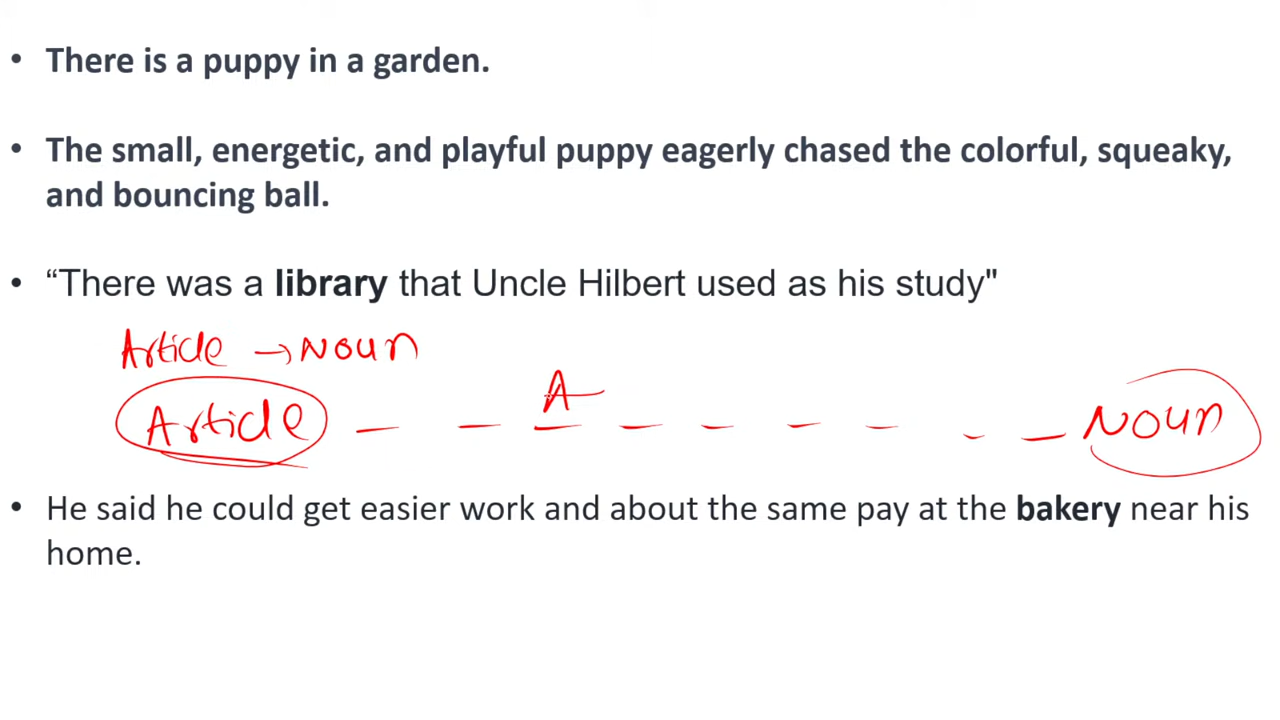 • There is a puppy in a garden.
• The small, energetic, and playful puppy eagerly chased the colorful, squeaky,
and bouncing ball.
• “There was a library that Uncle Hilbert used as his study"
Article → Noun
A
Article — — — — — — — - — Noun
• He said he could get easier work and about the same pay at the bakery near his
home.